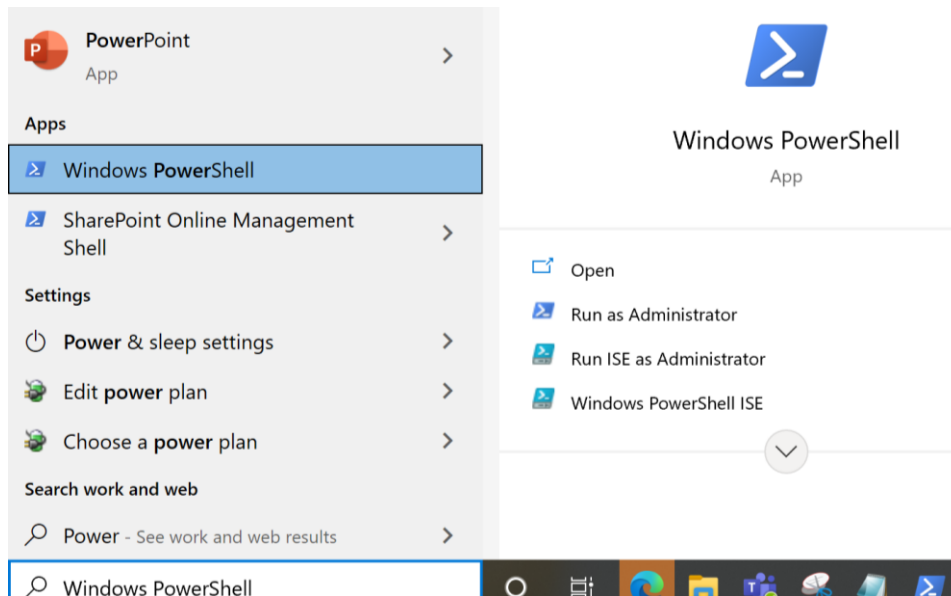 PowerPoint
App
Apps
Windows PowerShell
SharePoint Online Management
Shell
Settings
Power & sleep settings
Edit power plan
Choose a power plan
Search work and web
Power - See work and web results
Windows PowerShell
Windows PowerShell
App
Open
Run as Administrator
Run ISE as Administrator
Windows PowerShell ISE